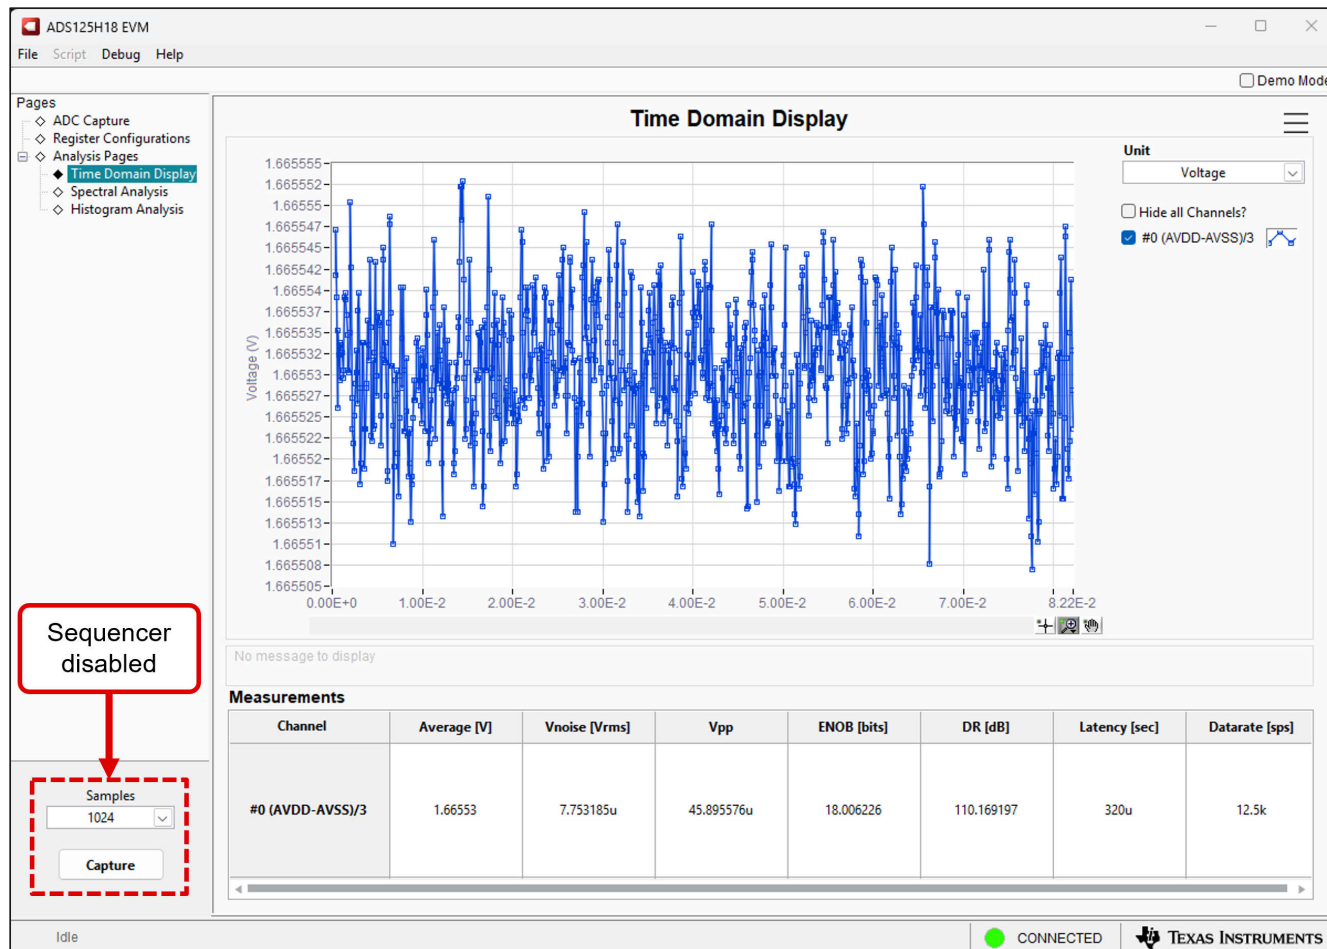 ADS125H18 EVM
File Script Debug Help
Demo Mode
Pages
ADC Capture
Register Configurations
Analysis Pages
Time Domain Display
Spectral Analysis
Histogram Analysis
Time Domain Display
Unit
Voltage
Hide all Channels?
#0 (AVDD-AVSS)/3
Voltage (V)
1.665555
1.665552
1.66555
1.665547
1.665545
1.665542
1.66554
1.665537
1.665535
1.665532
1.66553
1.665527
1.665525
1.665522
1.66552
1.665517
1.665515
1.665513
1.66551
1.665508
1.665505
0.00E+0 1.00E-2 2.00E-2 3.00E-2 4.00E-2 5.00E-2 6.00E-2 7.00E-2 8.22E-2
Sequencer
disabled
No message to display
Measurements
Channel Average [V] Vnoise [Vrms] Vpp ENOB [bits] DR [dB] Latency [sec] Datarate [sps]
#0 (AVDD-AVSS)/3 1.66553 7.753185u 45.895576u 18.006226 110.169197 320u 12.5k
Samples
1024
Capture
Idle
CONNECTED
TEXAS INSTRUMENTS